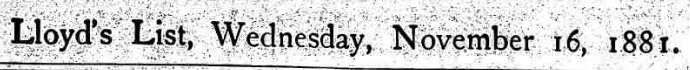 Lloyd's List, Wednesday, November 16, 1881.